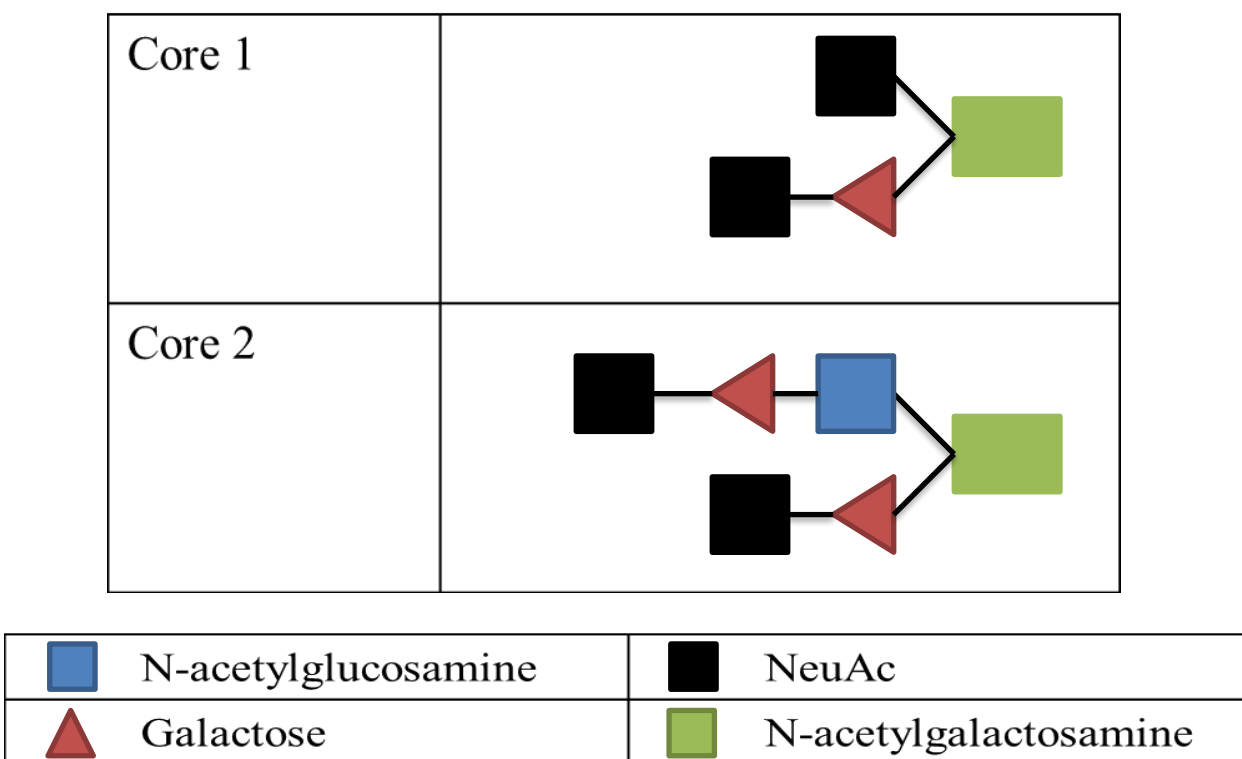 Core 1
Core 2
N-acetylglucosamine
NeuAc
Galactose
N-acetylgalactosamine